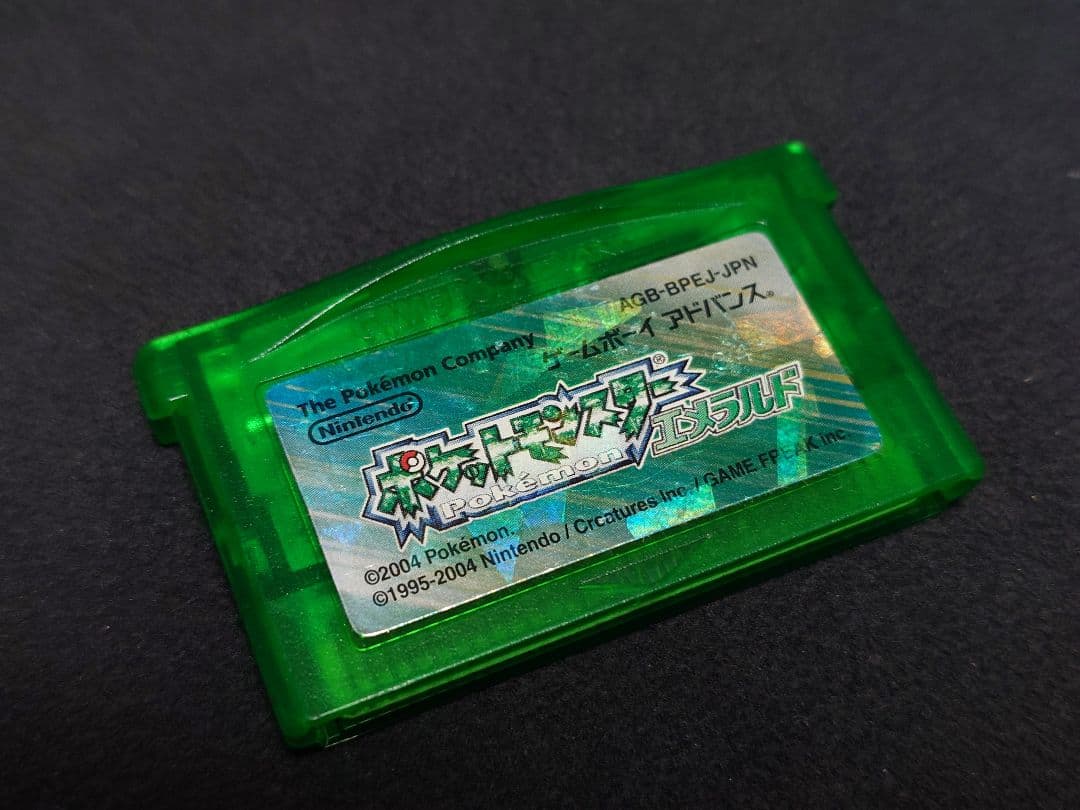 AGB-BPEJ-JPN
The Pokémon Company
ゲームボーイ アドバンス®
Nintendo®
ポケットモンスター®
Pokémon
エメラルド
©2004 Pokémon.
©1995-2004 Nintendo / Creatures Inc. / GAME FREAK inc.